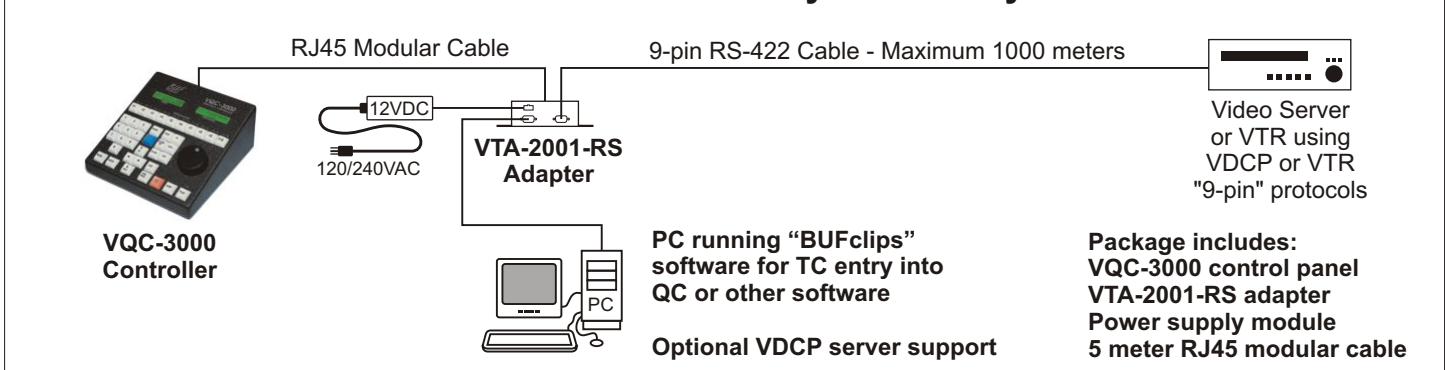 RJ45 Modular Cable
9-pin RS-422 Cable - Maximum 1000 meters
12VDC
120/240VAC
VTA-2001-RS
Adapter
Video Server
or VTR using
VDCP or VTR
"9-pin" protocols
VQC-3000
Controller
PC
PC running “BUFclips”
software for TC entry into
QC or other software
Optional VDCP server support
Package includes:
VQC-3000 control panel
VTA-2001-RS adapter
Power supply module
5 meter RJ45 modular cable